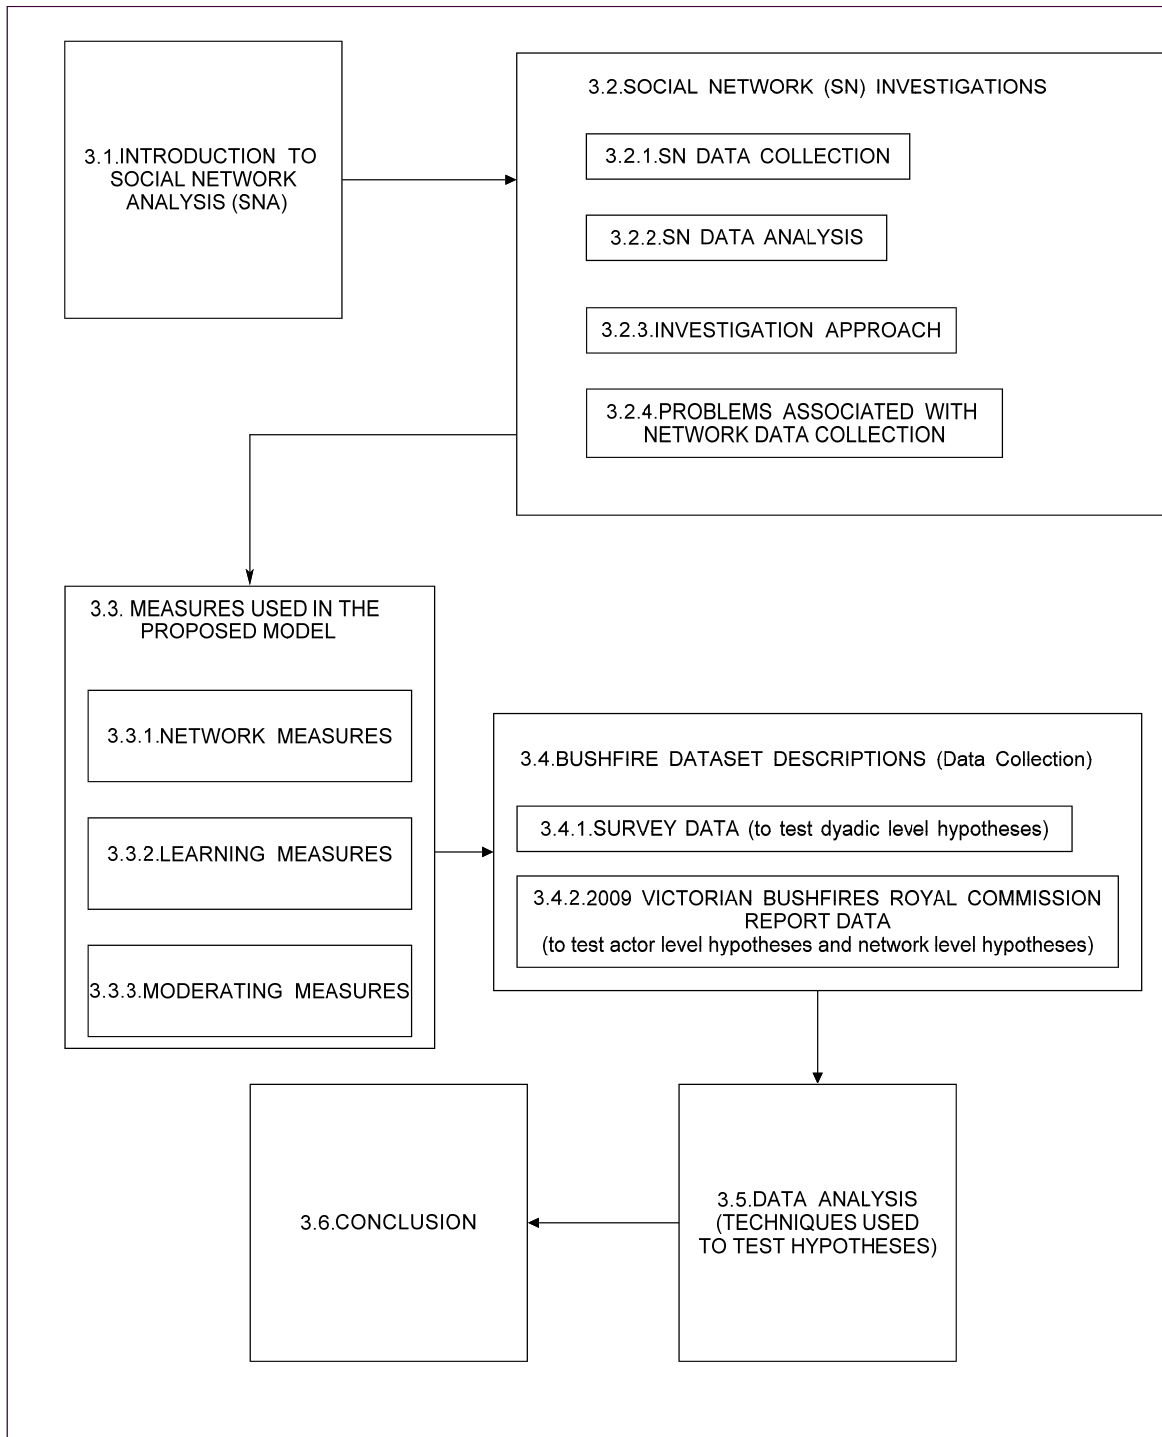 3.1.INTRODUCTION TO
SOCIAL NETWORK
ANALYSIS (SNA)
3.2.SOCIAL NETWORK (SN) INVESTIGATIONS
3.2.1.SN DATA COLLECTION
3.2.2.SN DATA ANALYSIS
3.2.3.INVESTIGATION APPROACH
3.2.4.PROBLEMS ASSOCIATED WITH
NETWORK DATA COLLECTION
3.3. MEASURES USED IN THE
PROPOSED MODEL
3.3.1.NETWORK MEASURES
3.3.2.LEARNING MEASURES
3.3.3.MODERATING MEASURES
3.4.BUSHFIRE DATASET DESCRIPTIONS (Data Collection)
3.4.1.SURVEY DATA (to test dyadic level hypotheses)
3.4.2.2009 VICTORIAN BUSHFIRES ROYAL COMMISSION
REPORT DATA
(to test actor level hypotheses and network level hypotheses)
3.5.DATA ANALYSIS
(TECHNIQUES USED
TO TEST HYPOTHESES)
3.6.CONCLUSION